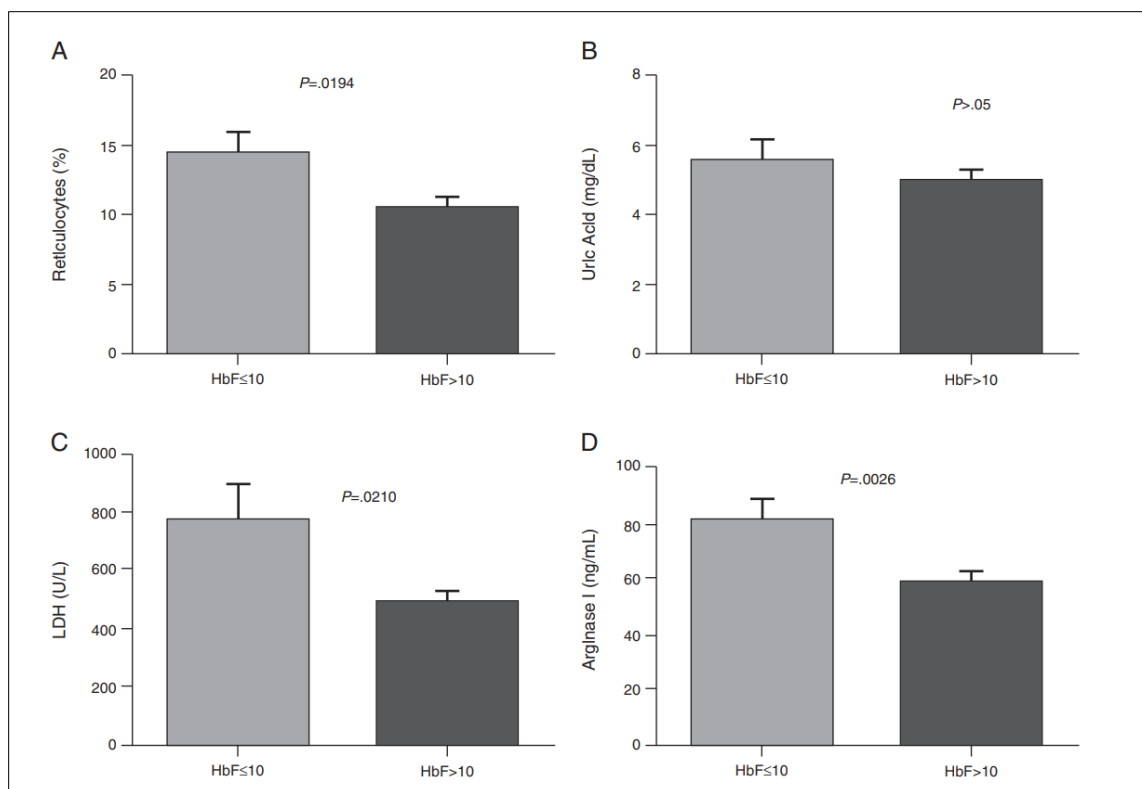 A
P=.0194
Reticulocytes (%)
20
15
10
5
0
HbF≤10
HbF>10
B
P>.05
Uric Acid (mg/dL)
8
6
4
2
0
HbF≤10
HbF>10
C
P=.0210
LDH (U/L)
1000
800
600
400
200
0
HbF≤10
HbF>10
D
P=.0026
Arginase I (ng/mL)
100
80
60
40
20
0
HbF≤10
HbF>10